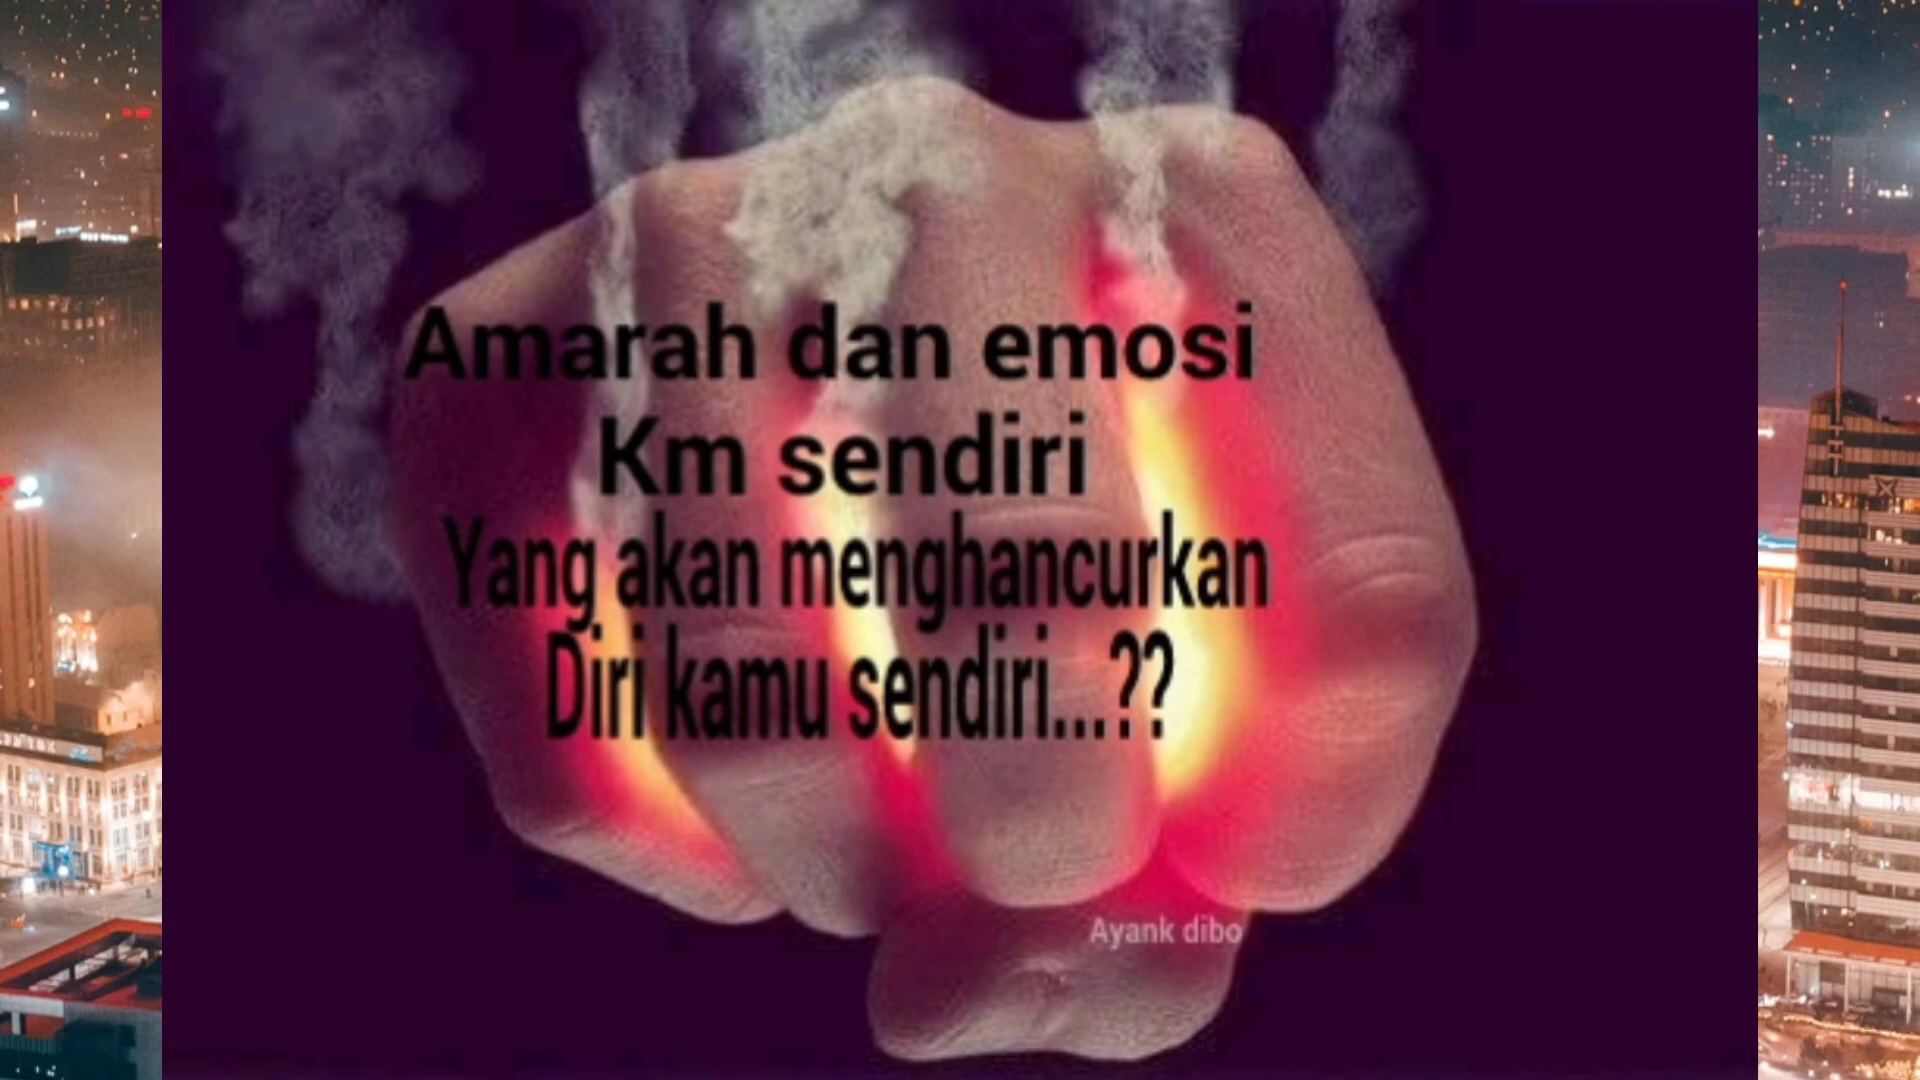 Amarah dan emosi
Km sendiri
Yang akan menghancurkan
Diri kamu sendiri...??
Ayank dibo